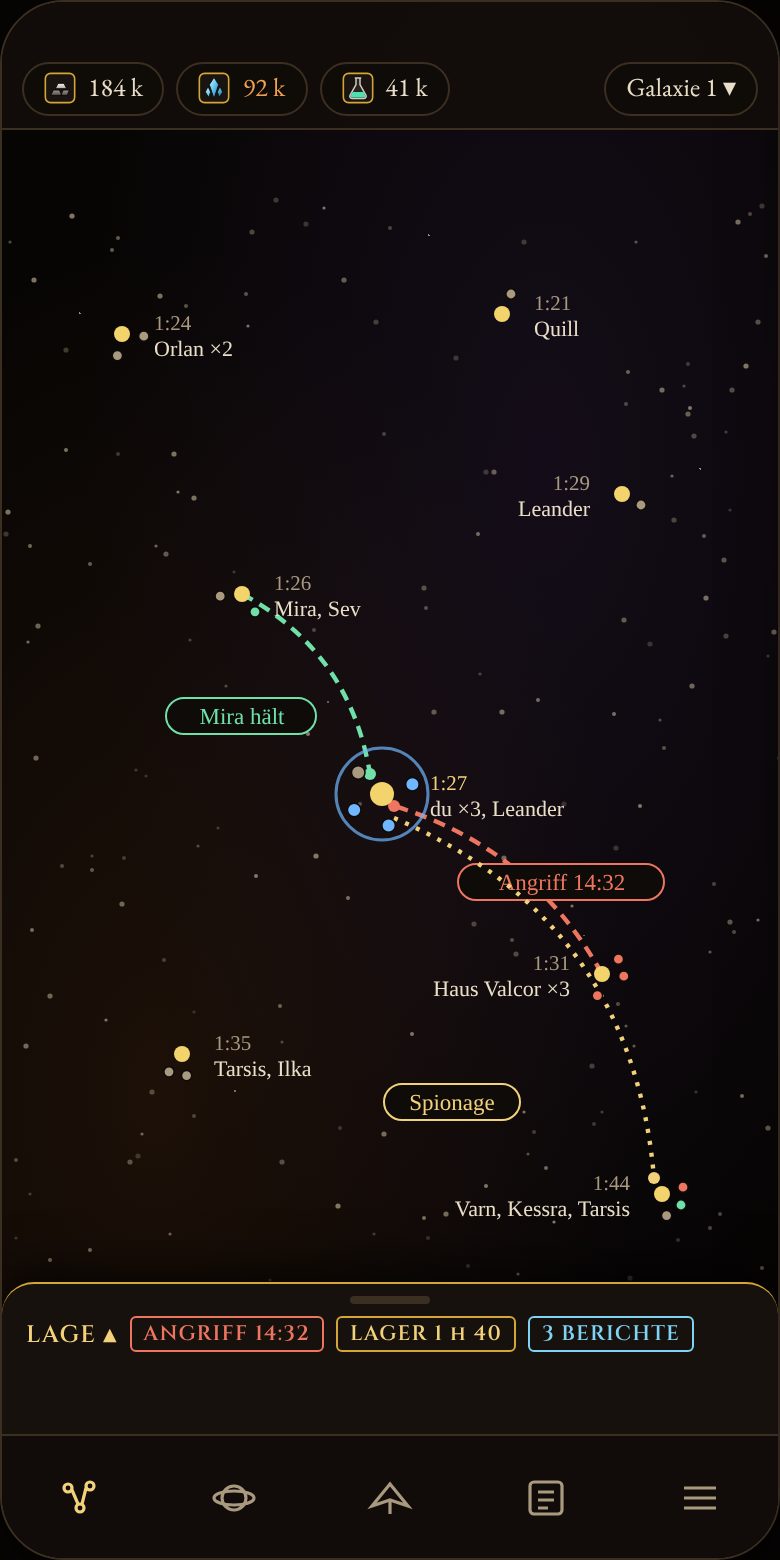 184 k
92 k
41 k
Galaxie 1 ▼
1:24
Orlan ×2
1:21
Quill
1:29
Leander
1:26
Mira, Sev
Mira hält
1:27
du ×3, Leander
Angriff 14:32
1:31
Haus Valcor ×3
1:35
Tarsis, Ilka
Spionage
1:44
Varn, Kessra, Tarsis
LAGE ▲
ANGRIFF 14:32
LAGER 1 H 40
3 BERICHTE